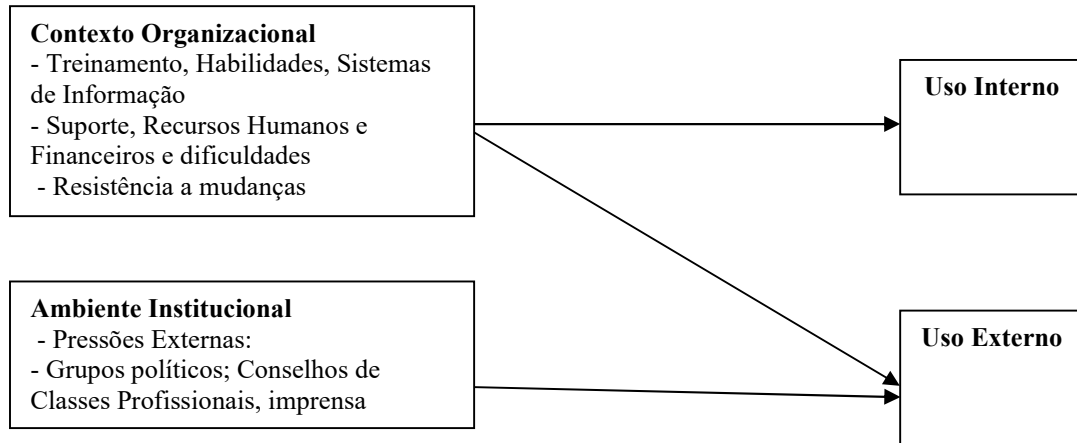 Contexto Organizacional
- Treinamento, Habilidades, Sistemas
de Informação
- Suporte, Recursos Humanos e
Financeiros e dificuldades
- Resistência a mudanças
Uso Interno
Ambiente Institucional
- Pressões Externas:
- Grupos políticos; Conselhos de
Classes Profissionais, imprensa
Uso Externo